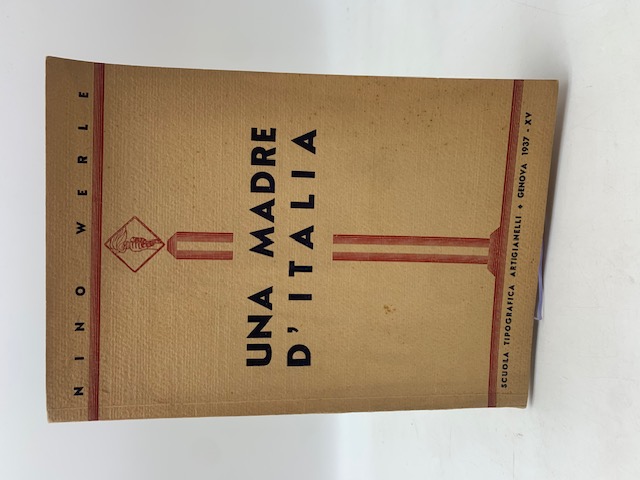 NINO WERLE
UNA MADRE
D'ITALIA
SCUOLA TIPOGRAFICA ARTIGIANELLI + GENOVA 1937 - XV